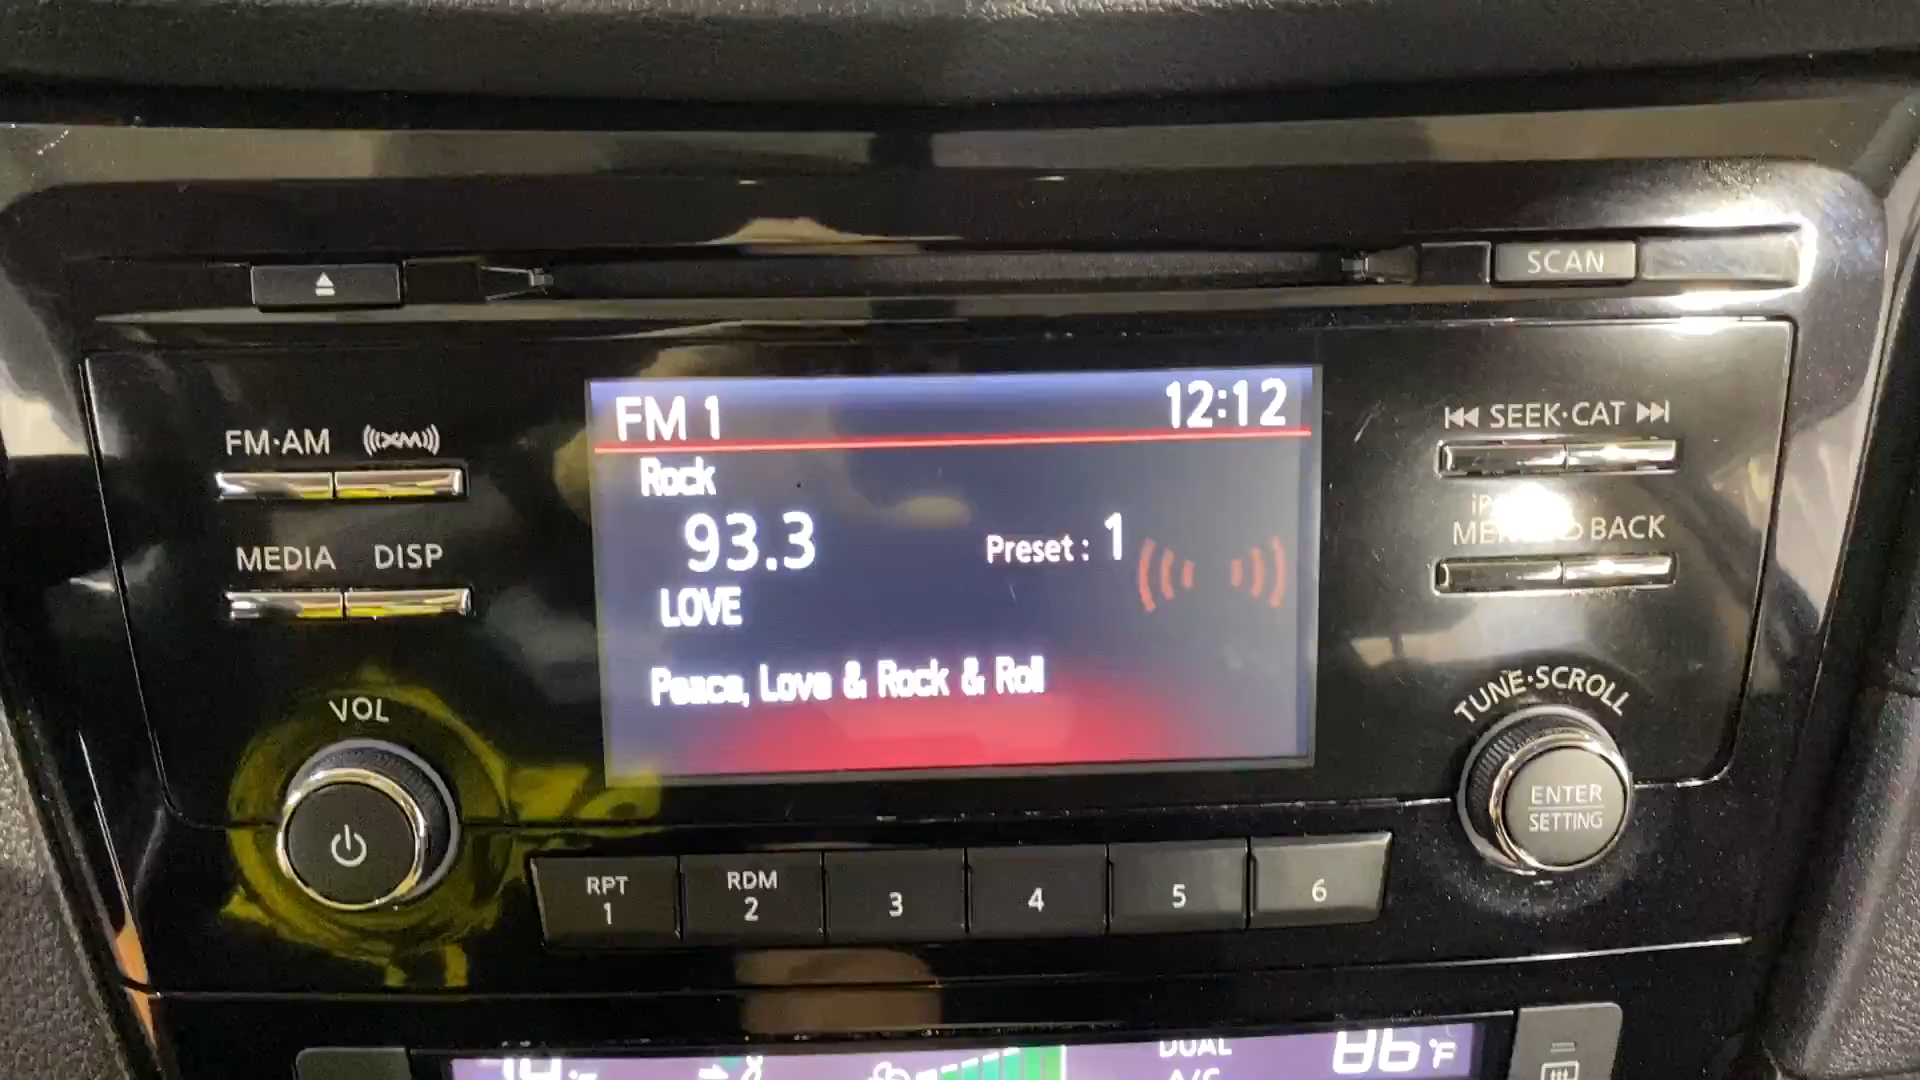 SCAN
FM·AM
XM
SEEK·CAT
MEDIA
DISP
BACK
FM 1
12:12
Rock
93.3
Preset: 1
LOVE
Peace, Love & Rock & Roll
VOL
TUNE·SCROLL
ENTER
SETTING
RPT
1
RDM
2
3
4
5
6
DUAL
A/C
86°F